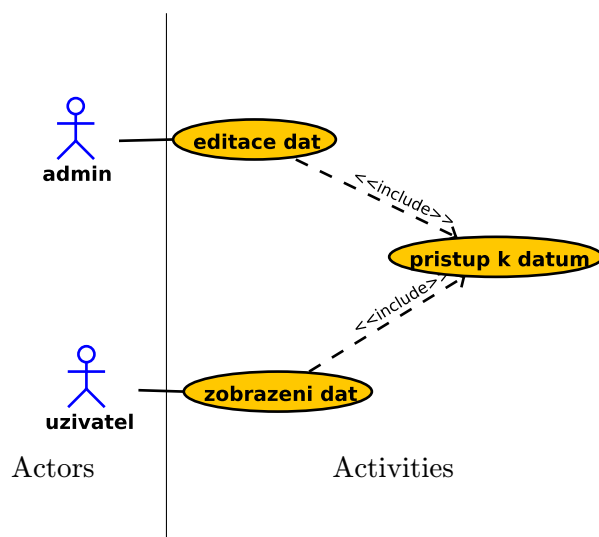 editace dat
admin
<<include>>
pristup k datum
<<include>>
zobrazeni dat
uzivatel
Actors
Activities